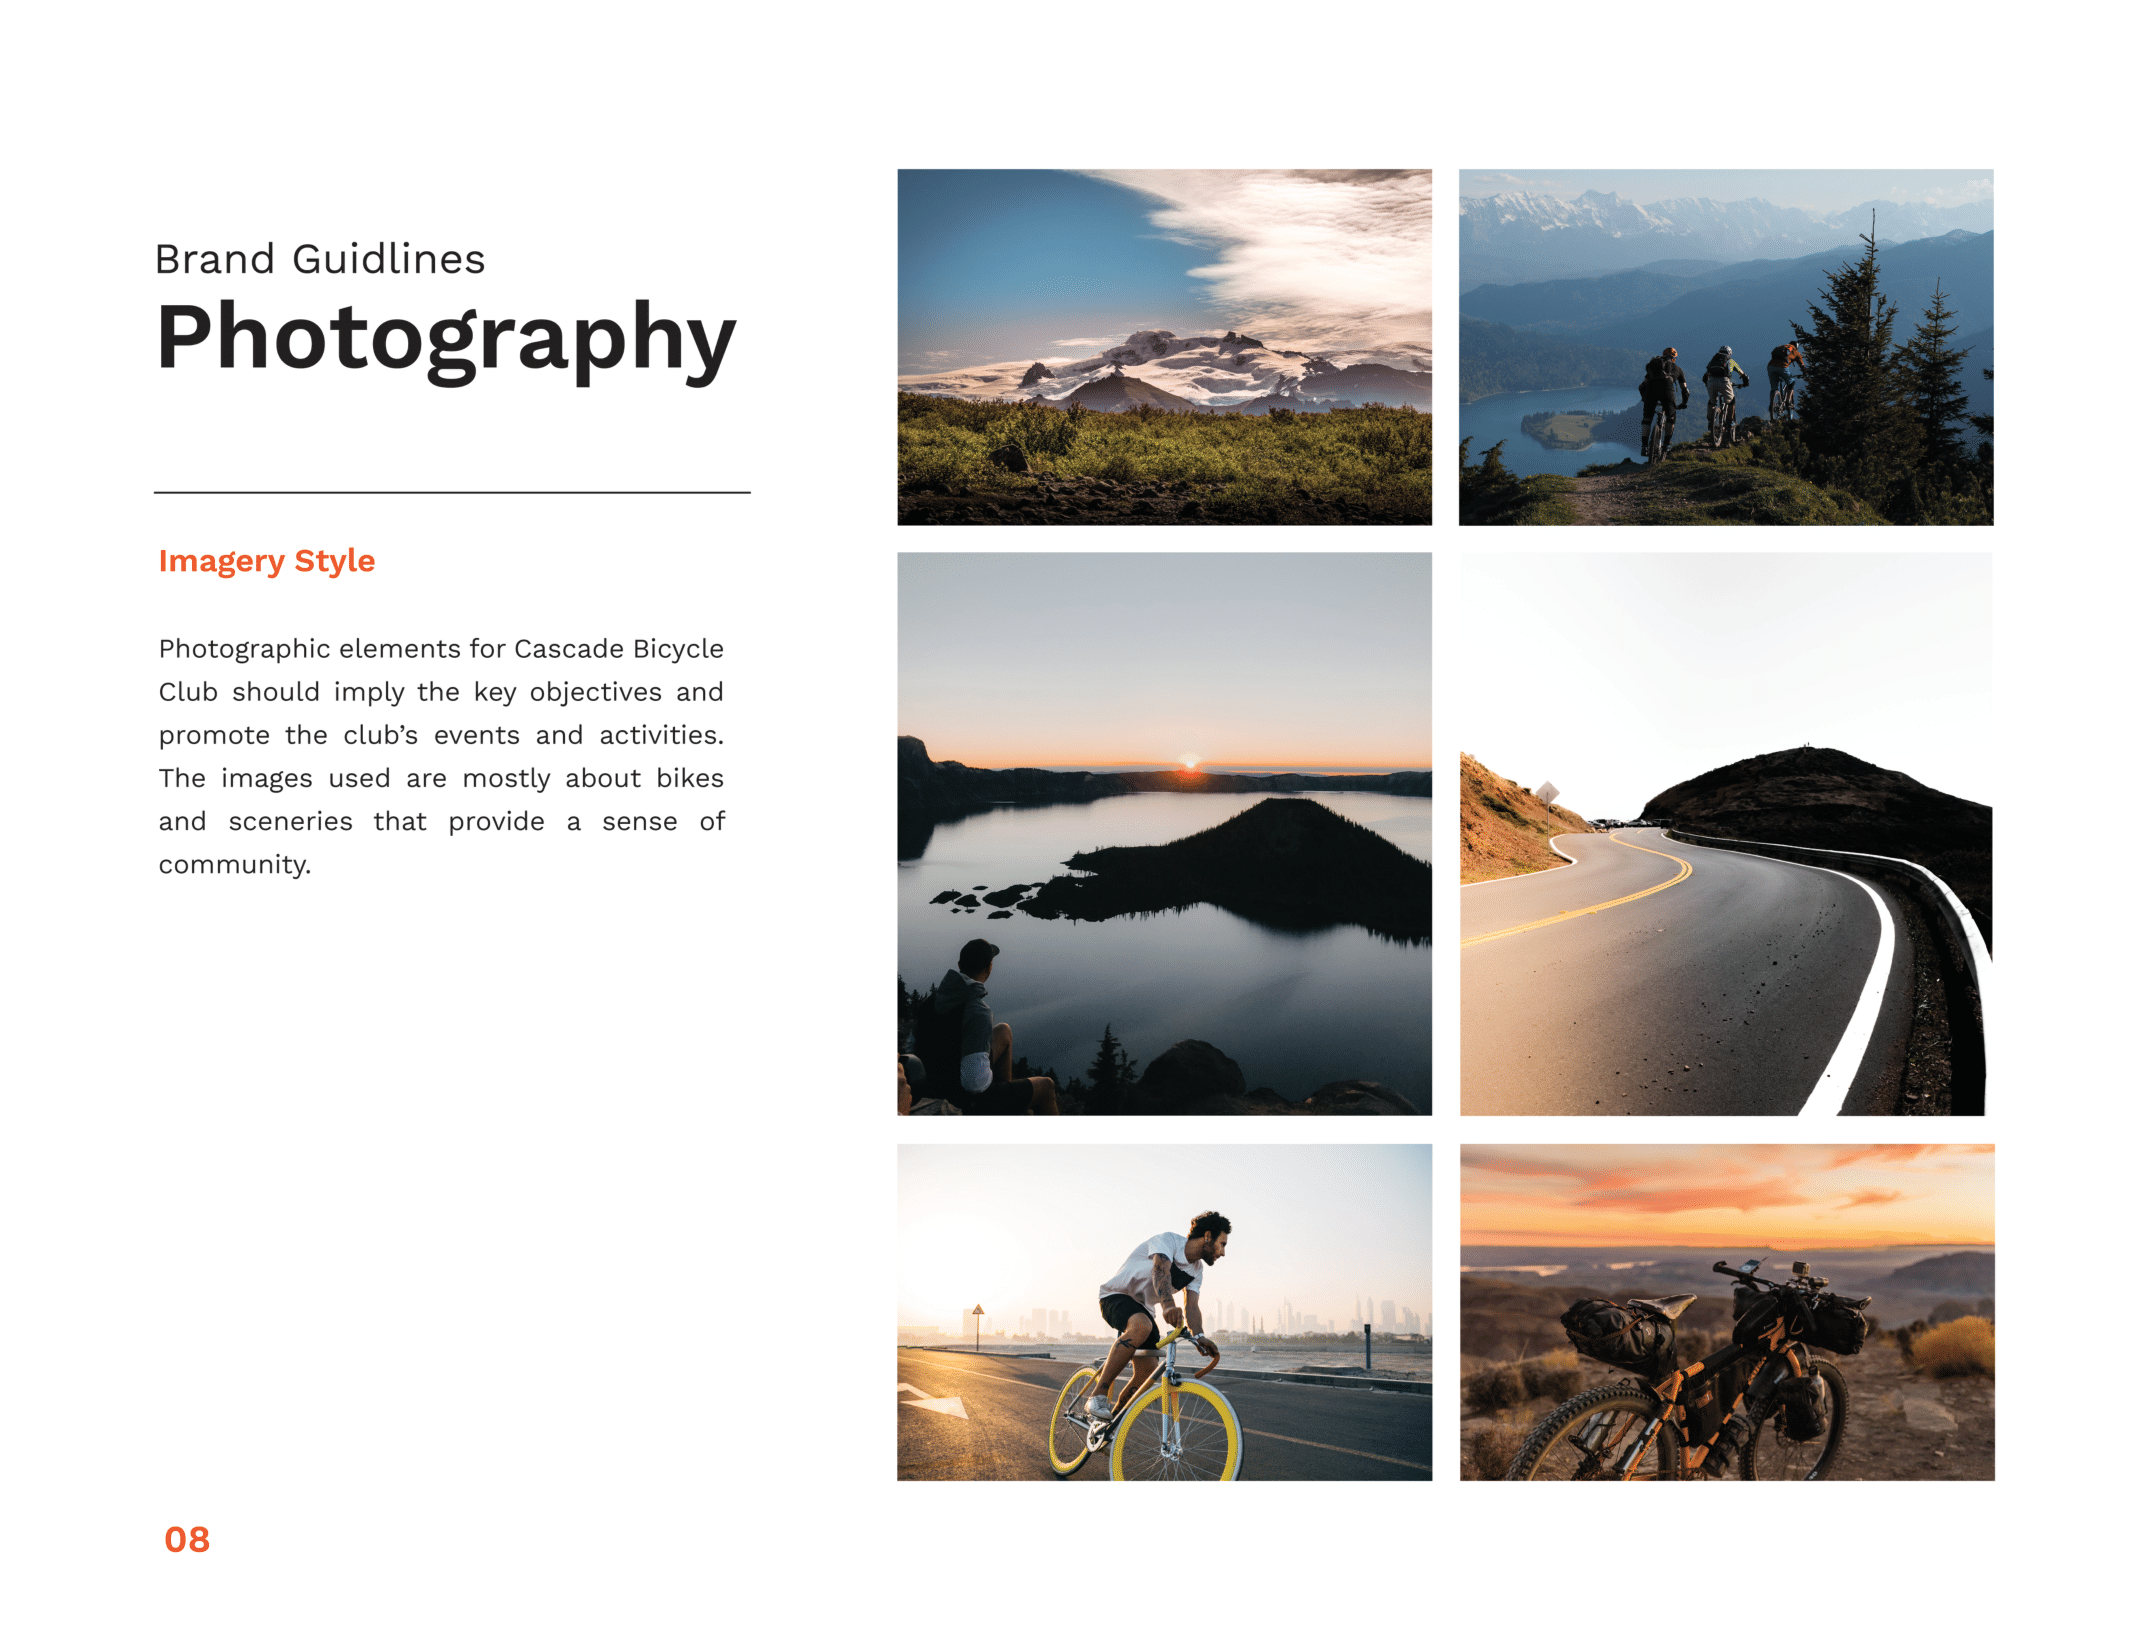 Brand Guidlines
Photography
Imagery Style
Photographic elements for Cascade Bicycle
Club should imply the key objectives and
promote the club’s events and activities.
The images used are mostly about bikes
and sceneries that provide a sense of
community.
08